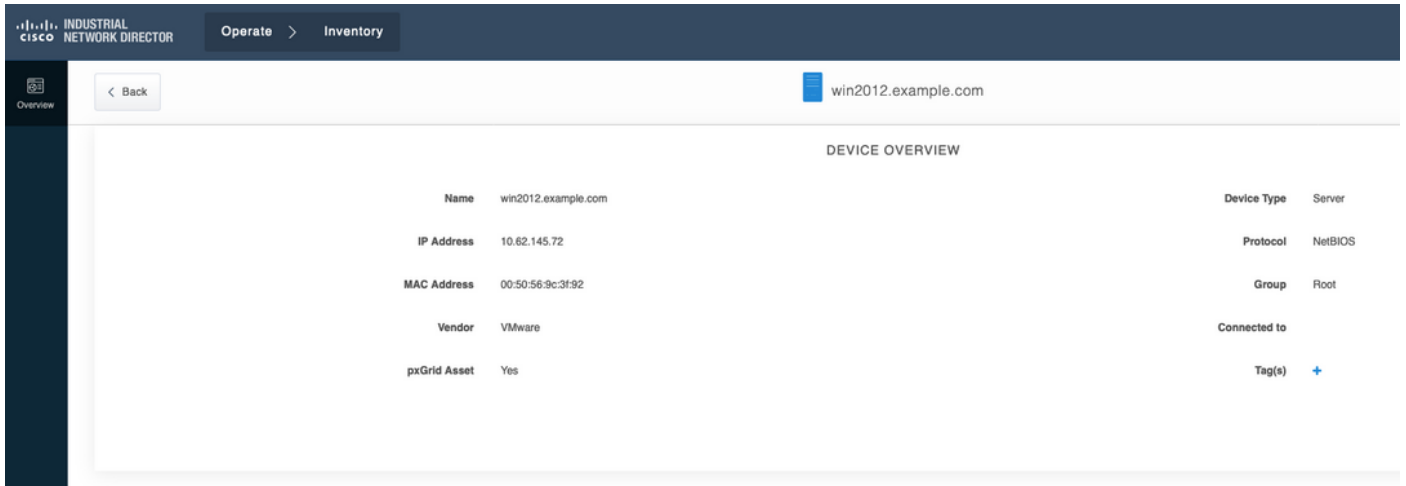 INDUSTRIAL
cisco NETWORK DIRECTOR
Operate > Inventory
Overview
< Back
win2012.example.com
DEVICE OVERVIEW
Name win2012.example.com Device Type Server
IP Address 10.62.145.72 Protocol NetBIOS
MAC Address 00:50:56:9c:3f:92 Group Root
Vendor VMware Connected to
pxGrid Asset Yes Tag(s) +